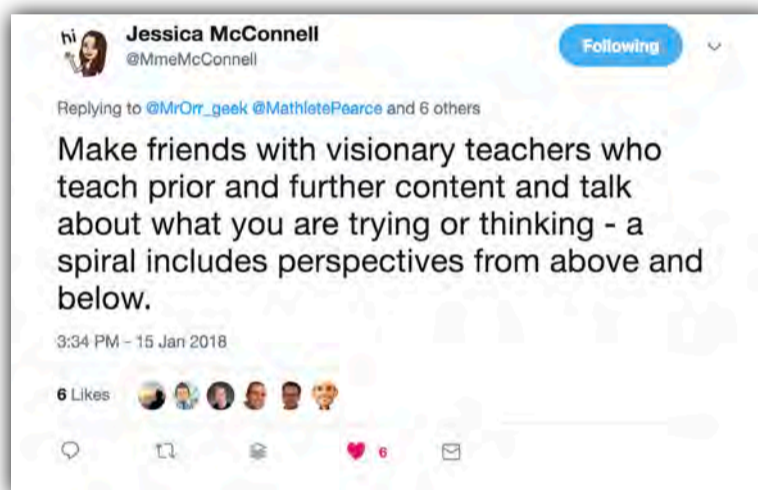 hi
Jessica McConnell
@MmeMcConnell
Following
Replying to @MrOrr_geek @MathletePearce and 6 others
Make friends with visionary teachers who
teach prior and further content and talk
about what you are trying or thinking - a
spiral includes perspectives from above and
below.
3:34 PM - 15 Jan 2018
6 Likes
6